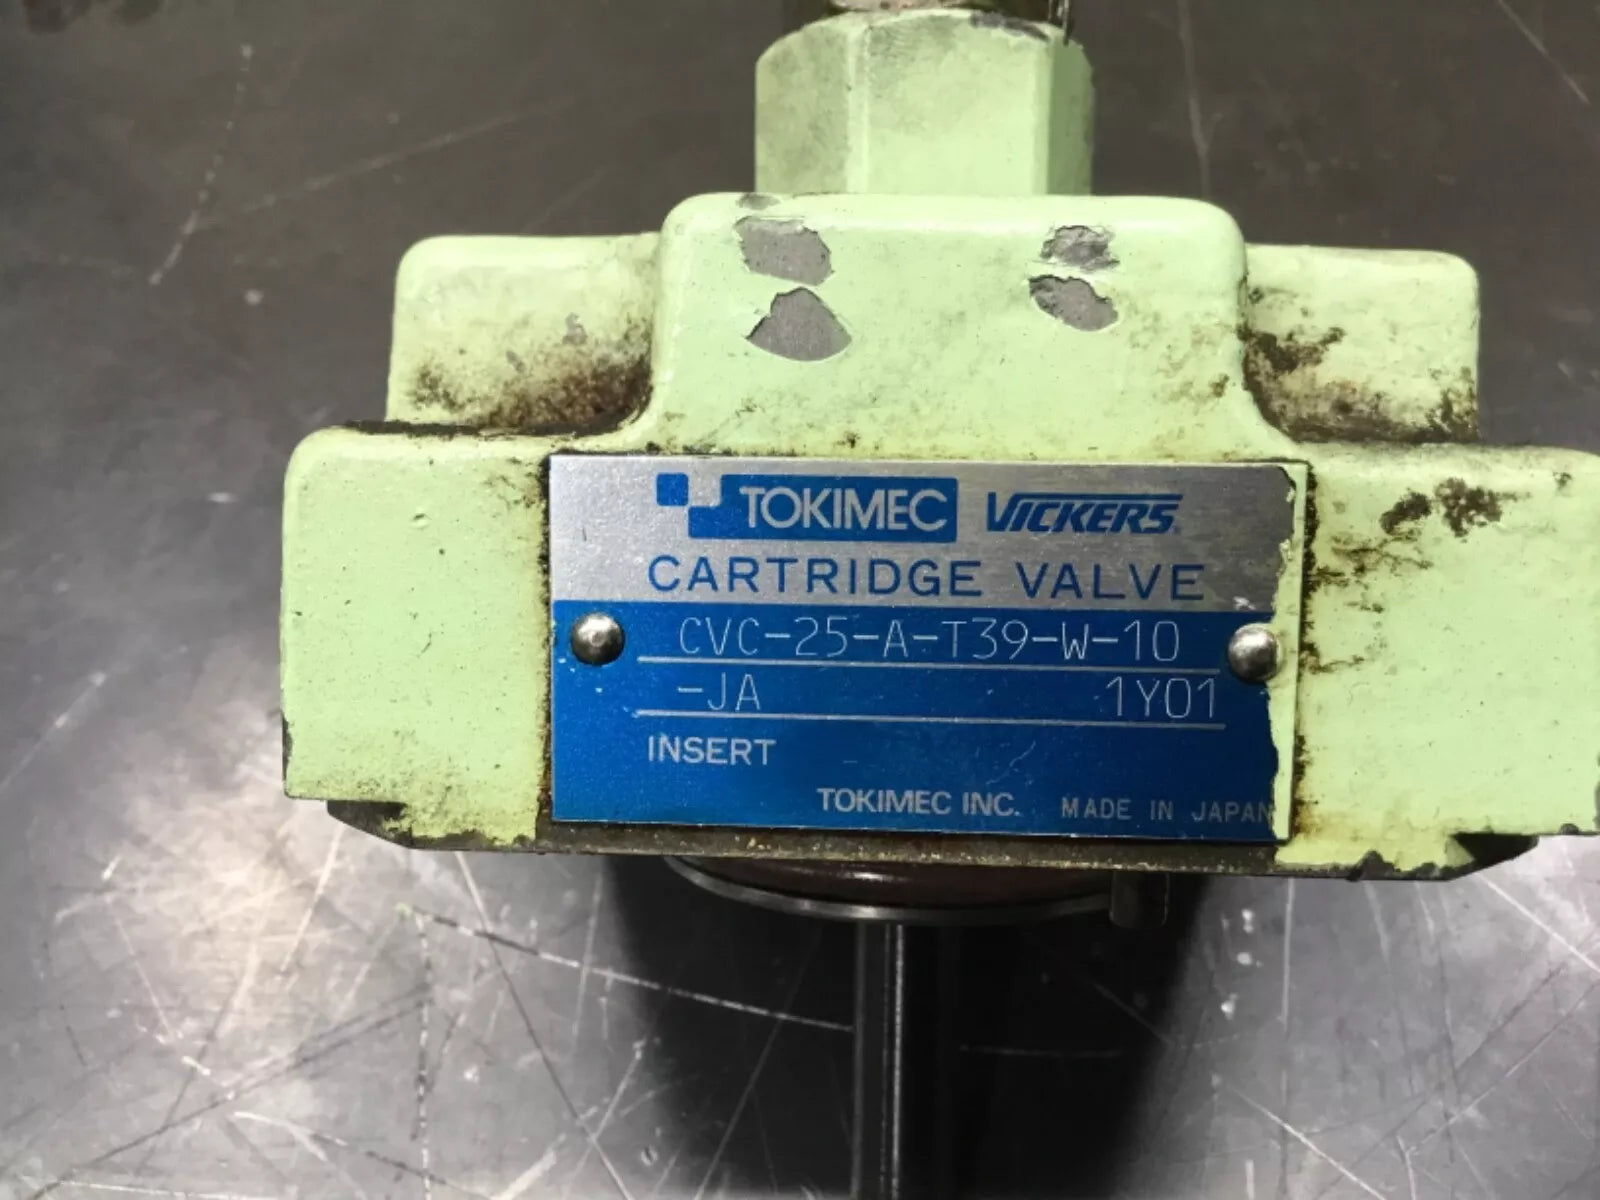 TOKIMEC VICKERS
CARTRIDGE VALVE
CVC-25-A-T39-W-10
-JA 1Y01
INSERT
TOKIMEC INC. MADE IN JAPAN